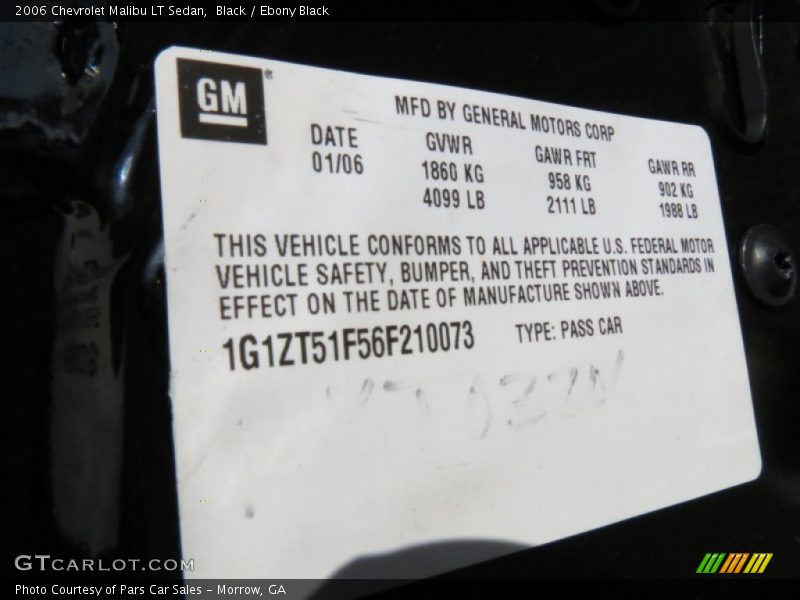 2006 Chevrolet Malibu LT Sedan, Black / Ebony Black
GM®
MFD BY GENERAL MOTORS CORP
DATE GVWR GAWR FRT GAWR RR
01/06 1860 KG 958 KG 902 KG
4099 LB 2111 LB 1988 LB
THIS VEHICLE CONFORMS TO ALL APPLICABLE U.S. FEDERAL MOTOR
VEHICLE SAFETY, BUMPER, AND THEFT PREVENTION STANDARDS IN
EFFECT ON THE DATE OF MANUFACTURE SHOWN ABOVE.
1G1ZT51F56F210073 TYPE: PASS CAR
GTCARLOT.COM
Photo Courtesy of Pars Car Sales - Morrow, GA